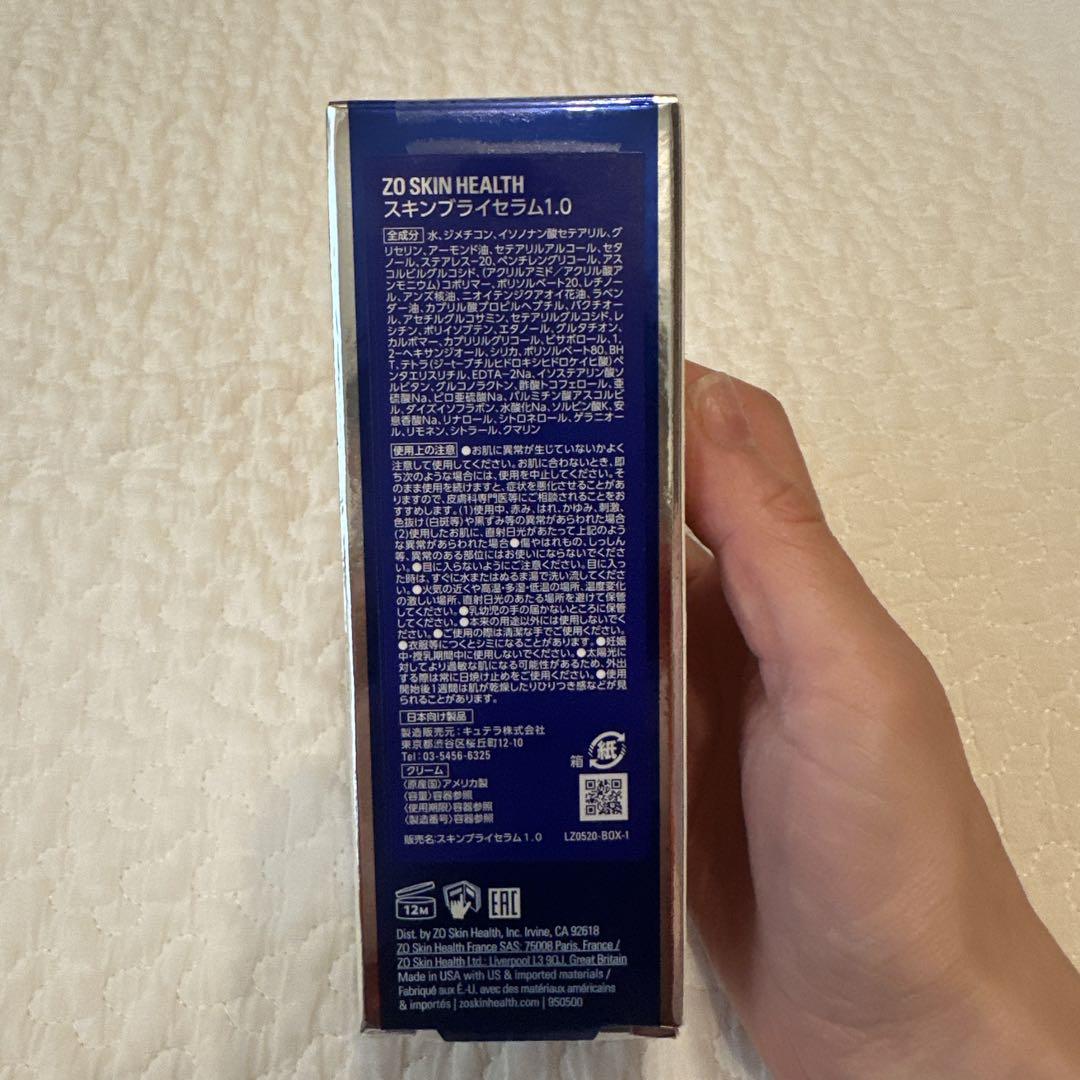 ZO SKIN HEALTH
スキンブライセラム1.0
全成分 水、ジメチコン、イソノナン酸セテアリル、グ
リセリン、アーモンド油、セテアリルアルコール、セタ
ノール、ステアレス-20、ペンチレングリコール、アス
コルビルグルコシド、(アクリルアミド/アクリル酸ア
ンモニウム)コポリマー、ポリソルベート20、レチノー
ル、アンズ核油、ニオイテンジクアオイ花油、ラベン
ダー油、カプリル酸プロピルヘプチル、バクチオー
ル、アセチルグルコサミン、セテアリルグルコシド、レ
シチン、ポリイソブテン、エタノール、グルタチオン、
カルボマー、カプリリルグリコール、ビサボロール、1,
2-ヘキサンジオール、シリカ、ポリソルベート80、BH
T、テトラ(ジ-t-ブチルヒドロキシヒドロケイヒ酸)ペ
ンタエリスリチル、EDTA-2Na、イソステアリン酸ソ
ルビタン、グルコノラクトン、酢酸トコフェロール、亜
硫酸Na、ピロ亜硫酸Na、パルミチン酸アスコルビ
ル、ダイズイソフラボン、水酸化Na、ソルビン酸K、安
息香酸Na、リナロール、シトロネロール、ゲラニオー
ル、リモネン、シトラール、クマリン
使用上の注意 ●お肌に異常が生じていないかよく
注意して使用してください。お肌に合わないとき、即
ち次のような場合には、使用を中止してください。そ
のまま使用を続けますと、症状を悪化させることがあ
りますので、皮膚科専門医等にご相談されることをお
すすめします。(1)使用中、赤み、はれ、かゆみ、刺激、
色抜け(白斑等)や黒ずみ等の異常があらわれた場合
(2)使用したお肌に、直射日光があたって上記のよう
な異常があらわれた場合●傷やはれもの、しっしん
等、異常のある部位にはお使いにならないでくださ
い。●目に入らないようにご注意ください。目に入っ
た時は、すぐに水またはぬるま湯で洗い流してくださ
い。●火気の近くや高温・多湿・低温の場所、温度変化
の激しい場所、直射日光のあたる場所を避けて保管
してください。●乳幼児の手の届かないところに保管
してください。●本来の用途以外には使用しないでく
ださい。●ご使用の際は清潔な手でご使用ください。
●衣服等につくとシミになることがあります。●妊娠
中・授乳期間中に使用しないでください。●太陽光に
対してより過敏な肌になる可能性があるため、外出
する際は常に日焼け止めをご使用ください。●使用
開始後1週間は肌が乾燥したりひりつき感などが見
られることがあります。
日本向け製品
製造販売元:キュテラ株式会社
東京都渋谷区桜丘町12-10
Tel:03-5456-6325
クリーム
〈原産国〉アメリカ製
〈容量〉容器参照
〈使用期限〉容器参照
〈製造番号〉容器参照
販売名:スキンブライセラム1.0
箱 紙
LZ0520-BOX-1
12M
EAC
Dist. by ZO Skin Health, Inc. Irvine, CA 92618
ZO Skin Health France SAS: 75008 Paris, France /
ZO Skin Health Ltd.: Liverpool L3 9OJ, Great Britain
Made in USA with US & imported materials /
Fabriqué aux É.-U. avec des matériaux américains
& importés | zoskinhealth.com | 950500